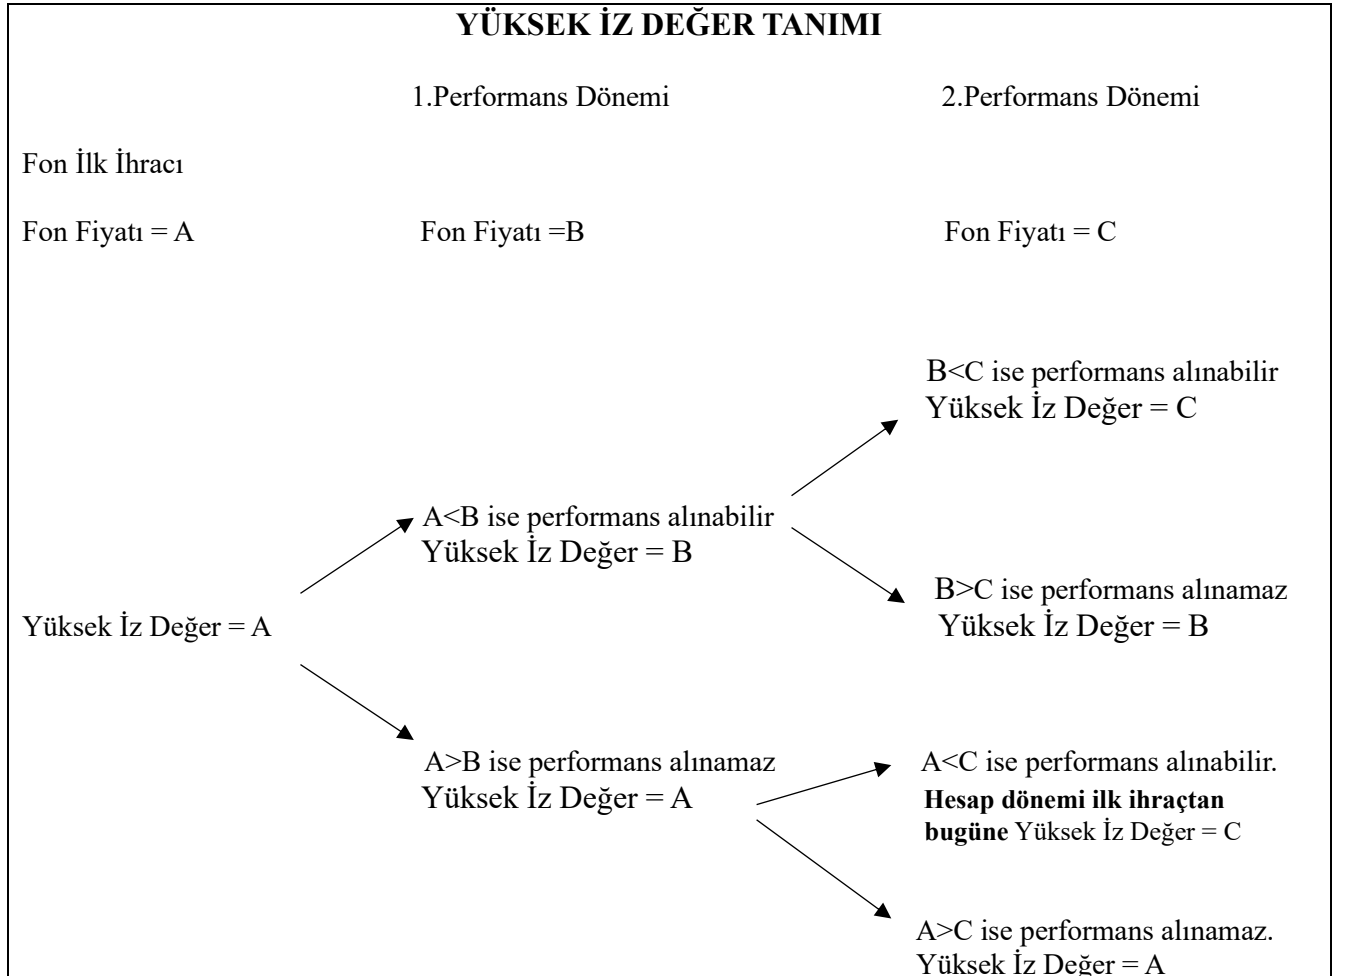 YÜKSEK İZ DEĞER TANIMI
1.Performans Dönemi
2.Performans Dönemi
Fon İlk İhracı
Fon Fiyatı = A
Fon Fiyatı =B
Fon Fiyatı = C
B<C ise performans alınabilir
Yüksek İz Değer = C
A<B ise performans alınabilir
Yüksek İz Değer = B
B>C ise performans alınamaz
Yüksek İz Değer = B
Yüksek İz Değer = A
A>B ise performans alınamaz
Yüksek İz Değer = A
A<C ise performans alınabilir.
Hesap dönemi ilk ihraçtan
bugüne Yüksek İz Değer = C
A>C ise performans alınamaz.
Yüksek İz Değer = A